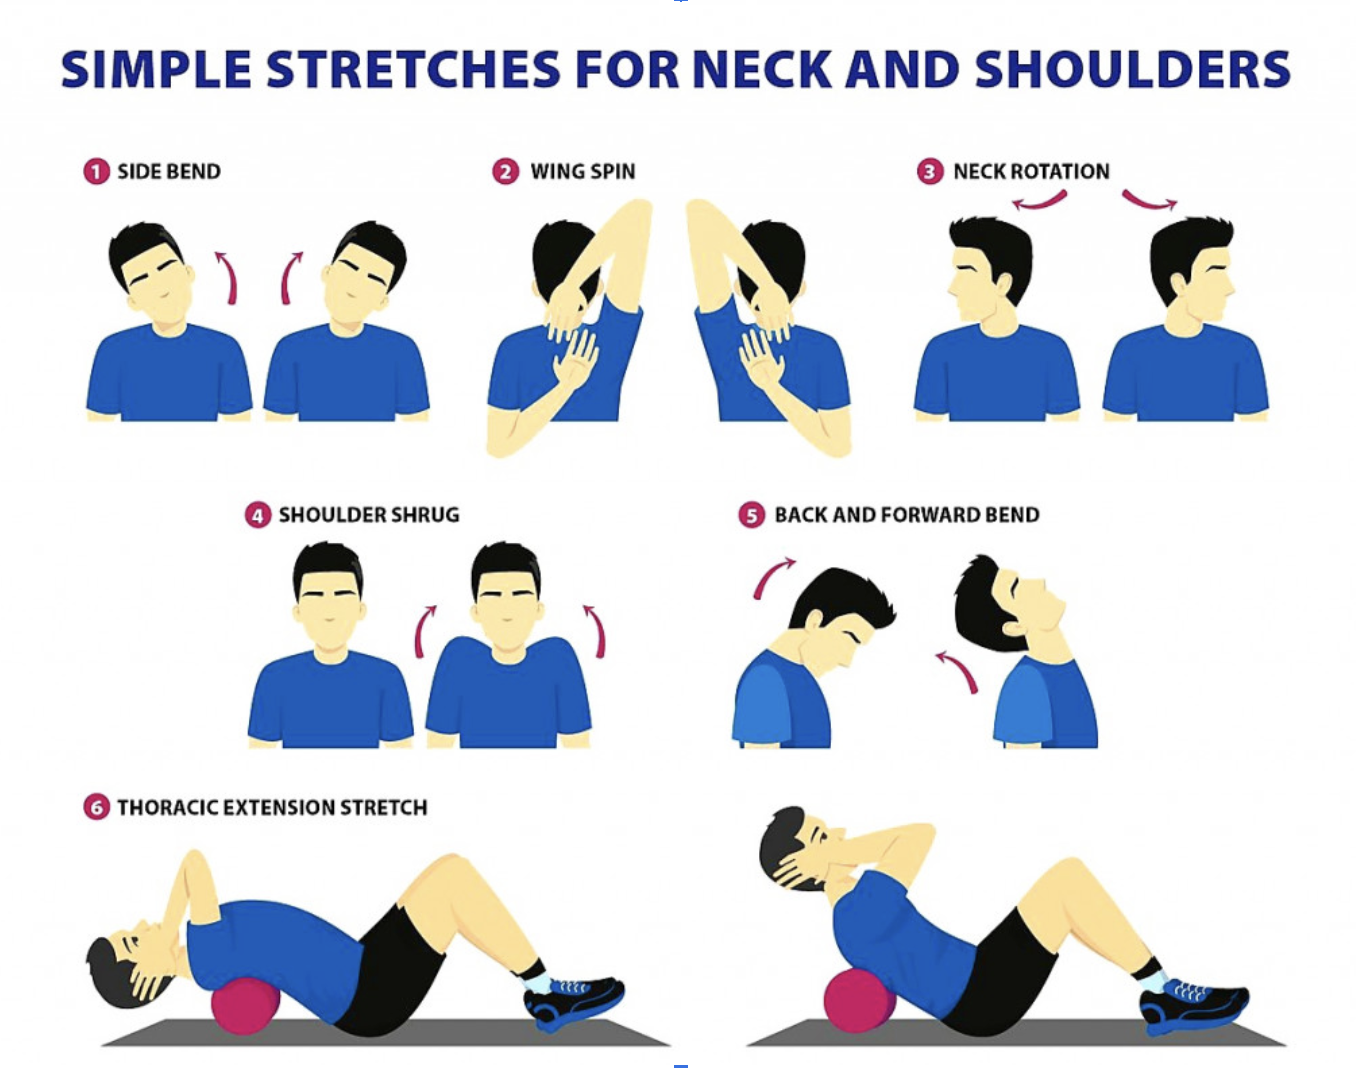 SIMPLE STRETCHES FOR NECK AND SHOULDERS
1 SIDE BEND
2 WING SPIN
3 NECK ROTATION
4 SHOULDER SHRUG
5 BACK AND FORWARD BEND
6 THORACIC EXTENSION STRETCH